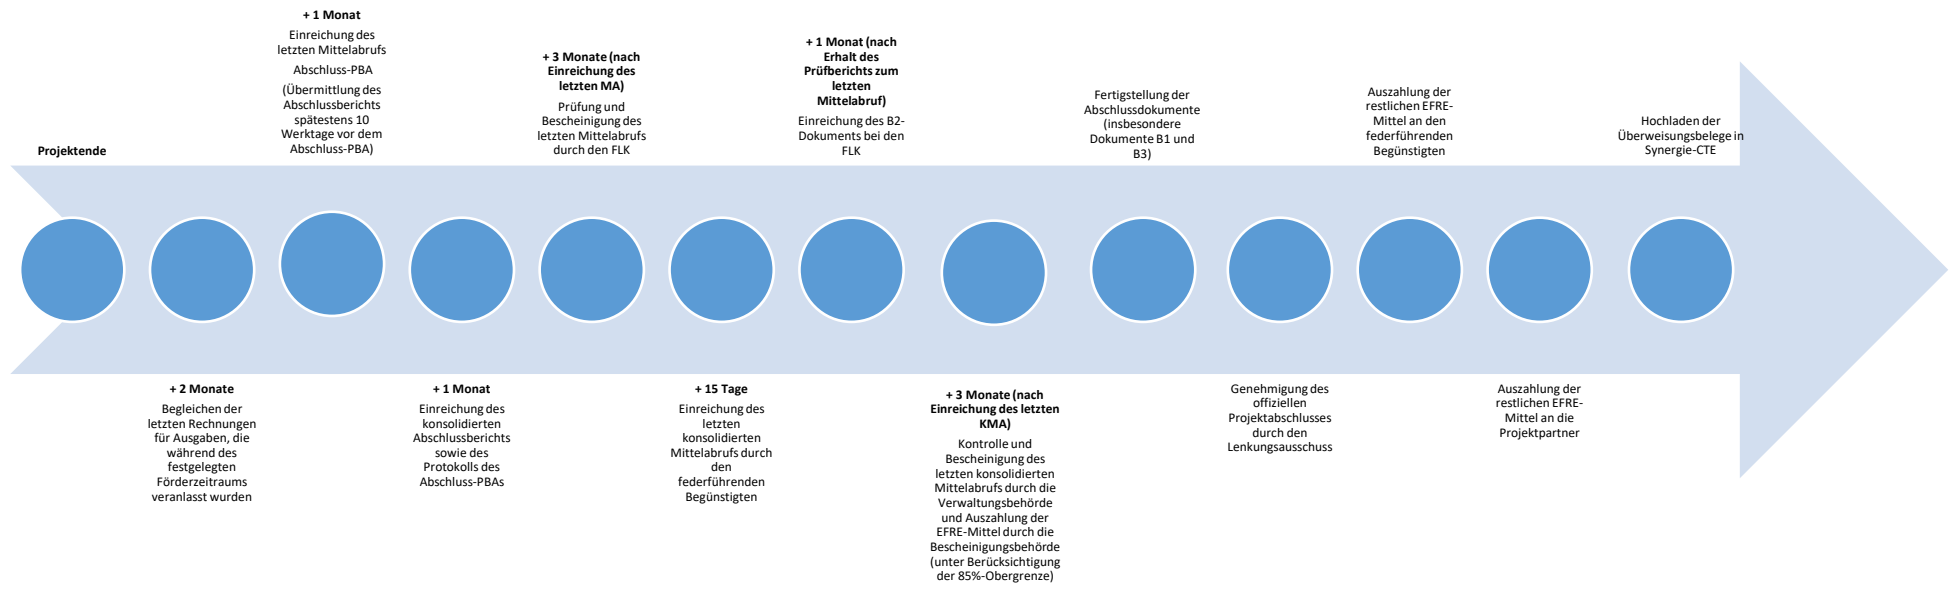 Projektende
+ 2 Monate
Begleichen der
letzten Rechnungen
für Ausgaben, die
während des
festgelegten
Förderzeitraums
veranlasst wurden
+ 1 Monat
Einreichung des
letzten Mittelabrufs
Abschluss-PBA
(Übermittlung des
Abschlussberichts
spätestens 10
Werktage vor dem
Abschluss-PBA)
+ 1 Monat
Einreichung des
konsolidierten
Abschlussberichts
sowie des
Protokolls des
Abschluss-PBAs
+ 3 Monate (nach
Einreichung des
letzten MA)
Prüfung und
Bescheinigung des
letzten Mittelabrufs
durch den FLK
+ 15 Tage
Einreichung des
letzten
konsolidierten
Mittelabrufs durch
den
federführenden
Begünstigten
+ 1 Monat (nach
Erhalt des
Prüfberichts zum
letzten
Mittelabruf)
Einreichung des B2-
Dokuments bei den
FLK
+ 3 Monate (nach
Einreichung des letzten
KMA)
Kontrolle und
Bescheinigung des
letzten konsolidierten
Mittelabrufs durch die
Verwaltungsbehörde
und Auszahlung der
EFRE-Mittel durch die
Bescheinigungsbehörde
(unter Berücksichtigung
der 85%-Obergrenze)
Fertigstellung der
Abschlussdokumente
(insbesondere
Dokumente B1 und
B3)
Genehmigung des
offiziellen
Projektabschlusses
durch den
Lenkungsausschuss
Auszahlung der
restlichen EFRE-
Mittel an den
federführenden
Begünstigten
Auszahlung der
restlichen EFRE-
Mittel an die
Projektpartner
Hochladen der
Überweisungsbelege in
Synergie-CTE